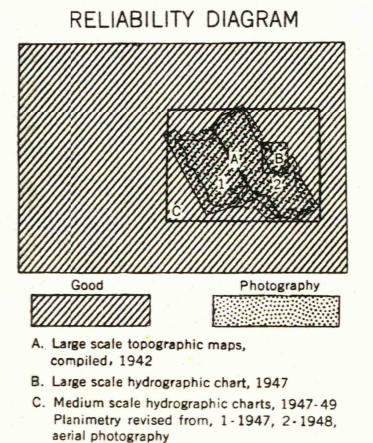 RELIABILITY DIAGRAM
A
B
1
2
C
Good Photography
A. Large scale topographic maps,
compiled, 1942
B. Large scale hydrographic chart, 1947
C. Medium scale hydrographic charts, 1947-49
Planimetry revised from, 1-1947, 2-1948,
aerial photography